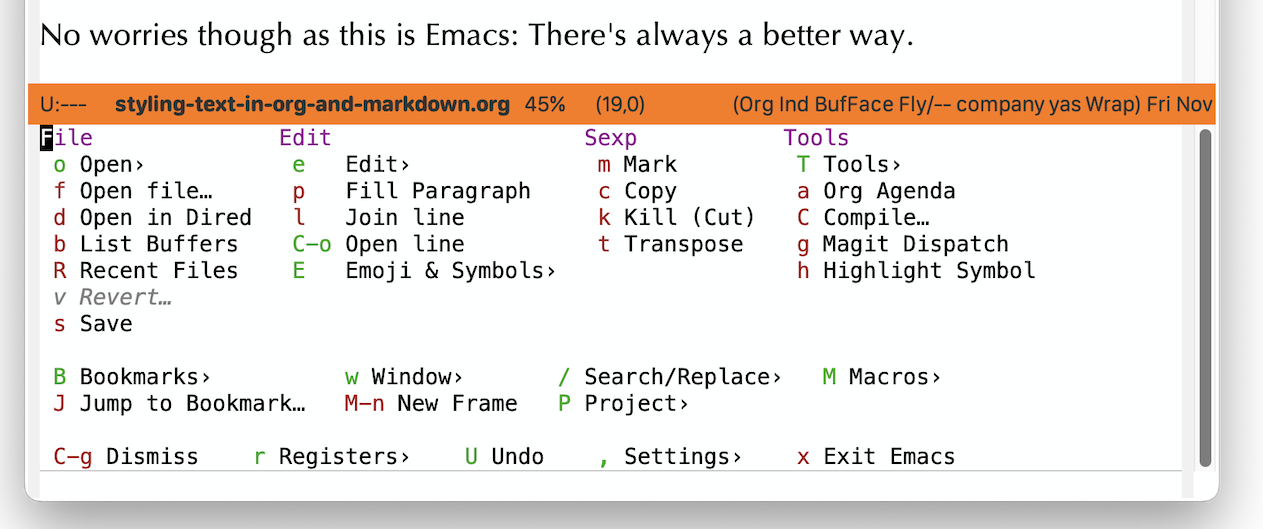 No worries though as this is Emacs: There's always a better way.
U:--- styling-text-in-org-and-markdown.org 45% (19,0) (Org Ind BufFace Fly/-- company yas Wrap) Fri Nov
File Edit Sexp Tools
o Open› e Edit› m Mark T Tools›
f Open file… p Fill Paragraph c Copy a Org Agenda
d Open in Dired l Join line k Kill (Cut) C Compile…
b List Buffers C-o Open line t Transpose g Magit Dispatch
R Recent Files E Emoji & Symbols› h Highlight Symbol
v Revert…
s Save
B Bookmarks› w Window› / Search/Replace› M Macros›
J Jump to Bookmark… M-n New Frame P Project›
C-g Dismiss r Registers› U Undo , Settings› x Exit Emacs